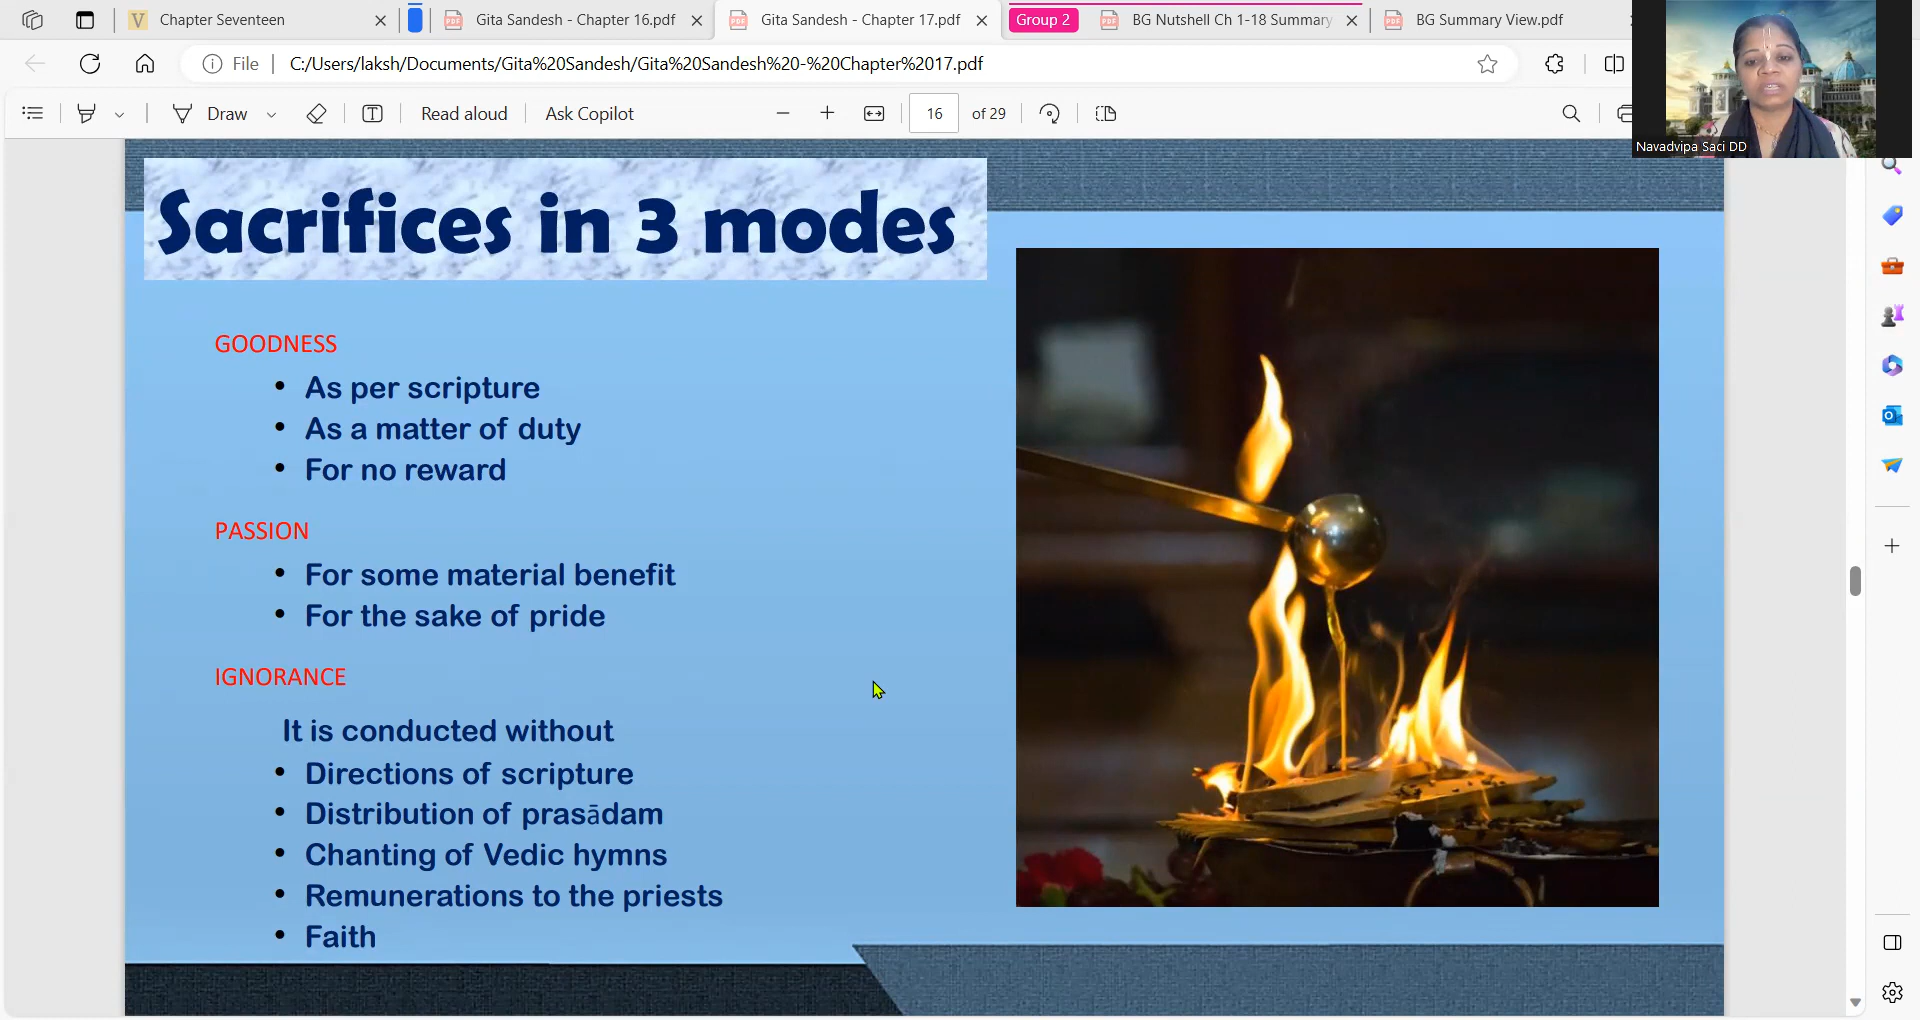 Chapter Seventeen
Gita Sandesh - Chapter 16.pdf
Gita Sandesh - Chapter 17.pdf
Group 2
BG Nutshell Ch 1-18 Summary
BG Summary View.pdf
File
C:/Users/laksh/Documents/Gita%20Sandesh/Gita%20Sandesh%20-%20Chapter%2017.pdf
Draw
Read aloud
Ask Copilot
16 of 29
Navadvipa Saci DD
Sacrifices in 3 modes
GOODNESS
• As per scripture
• As a matter of duty
• For no reward
PASSION
• For some material benefit
• For the sake of pride
IGNORANCE
It is conducted without
• Directions of scripture
• Distribution of prasādam
• Chanting of Vedic hymns
• Remunerations to the priests
• Faith